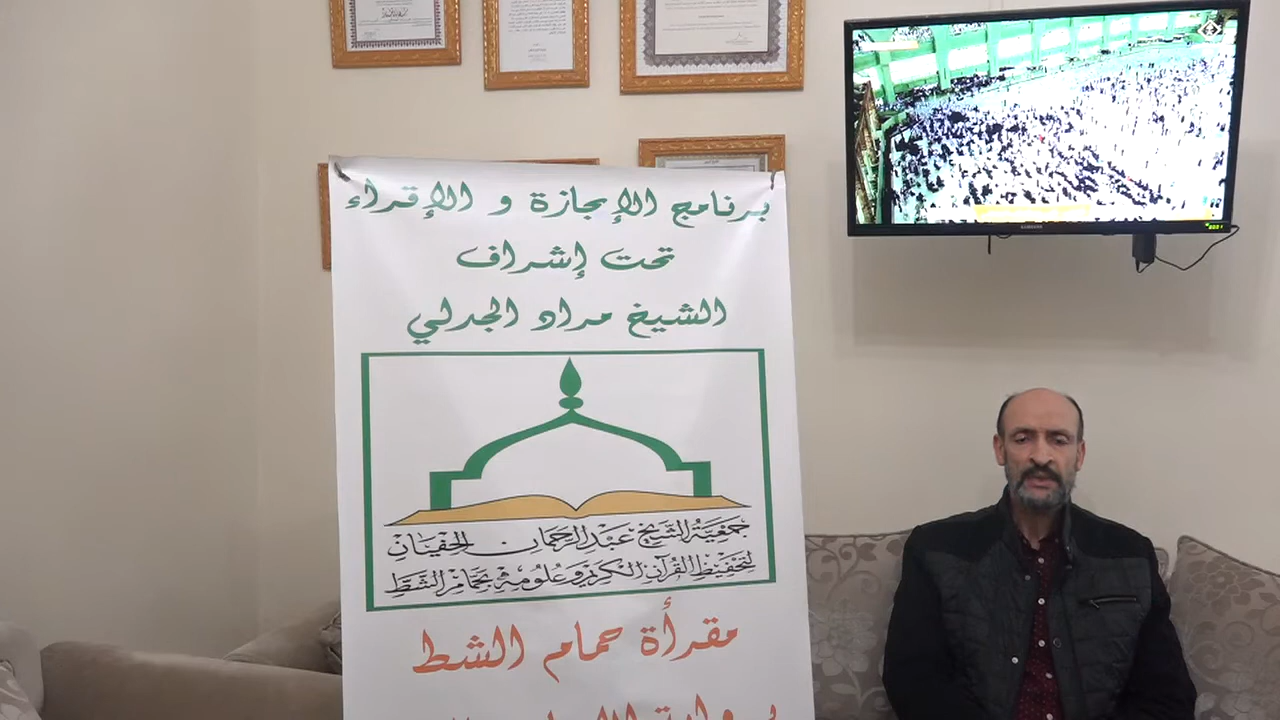 برنامج الإجازة و الإقراء
تحت إشراف
الشيخ مراد الجدلي
جمعية الشيخ عبد الرحمان الحفيان
لتحفيظ القرآن الكريم وعلومه بحمام الشط
مقرأة حمام الشط
SAMSUNG